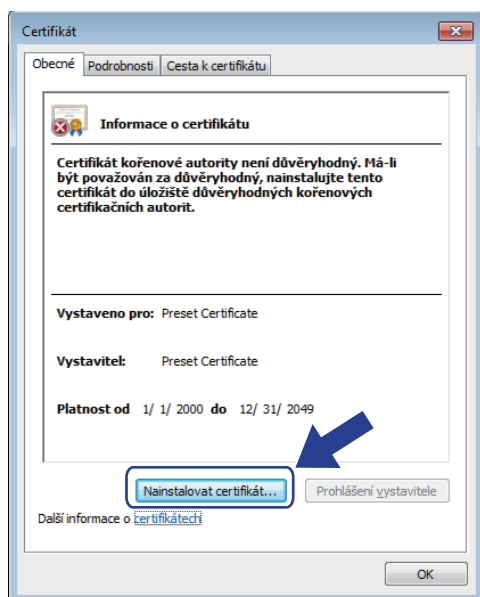 Certifikát
Obecné Podrobnosti Cesta k certifikátu
Informace o certifikátu
Certifikát kořenové autority není důvěryhodný. Má-li
být považován za důvěryhodný, nainstalujte tento
certifikát do úložiště důvěryhodných kořenových
certifikačních autorit.
Vystaveno pro: Preset Certificate
Vystavitel: Preset Certificate
Platnost od 1/ 1/ 2000 do 12/ 31/ 2049
Nainstalovat certifikát... Prohlášení vystavitele
Další informace o certifikátech
OK